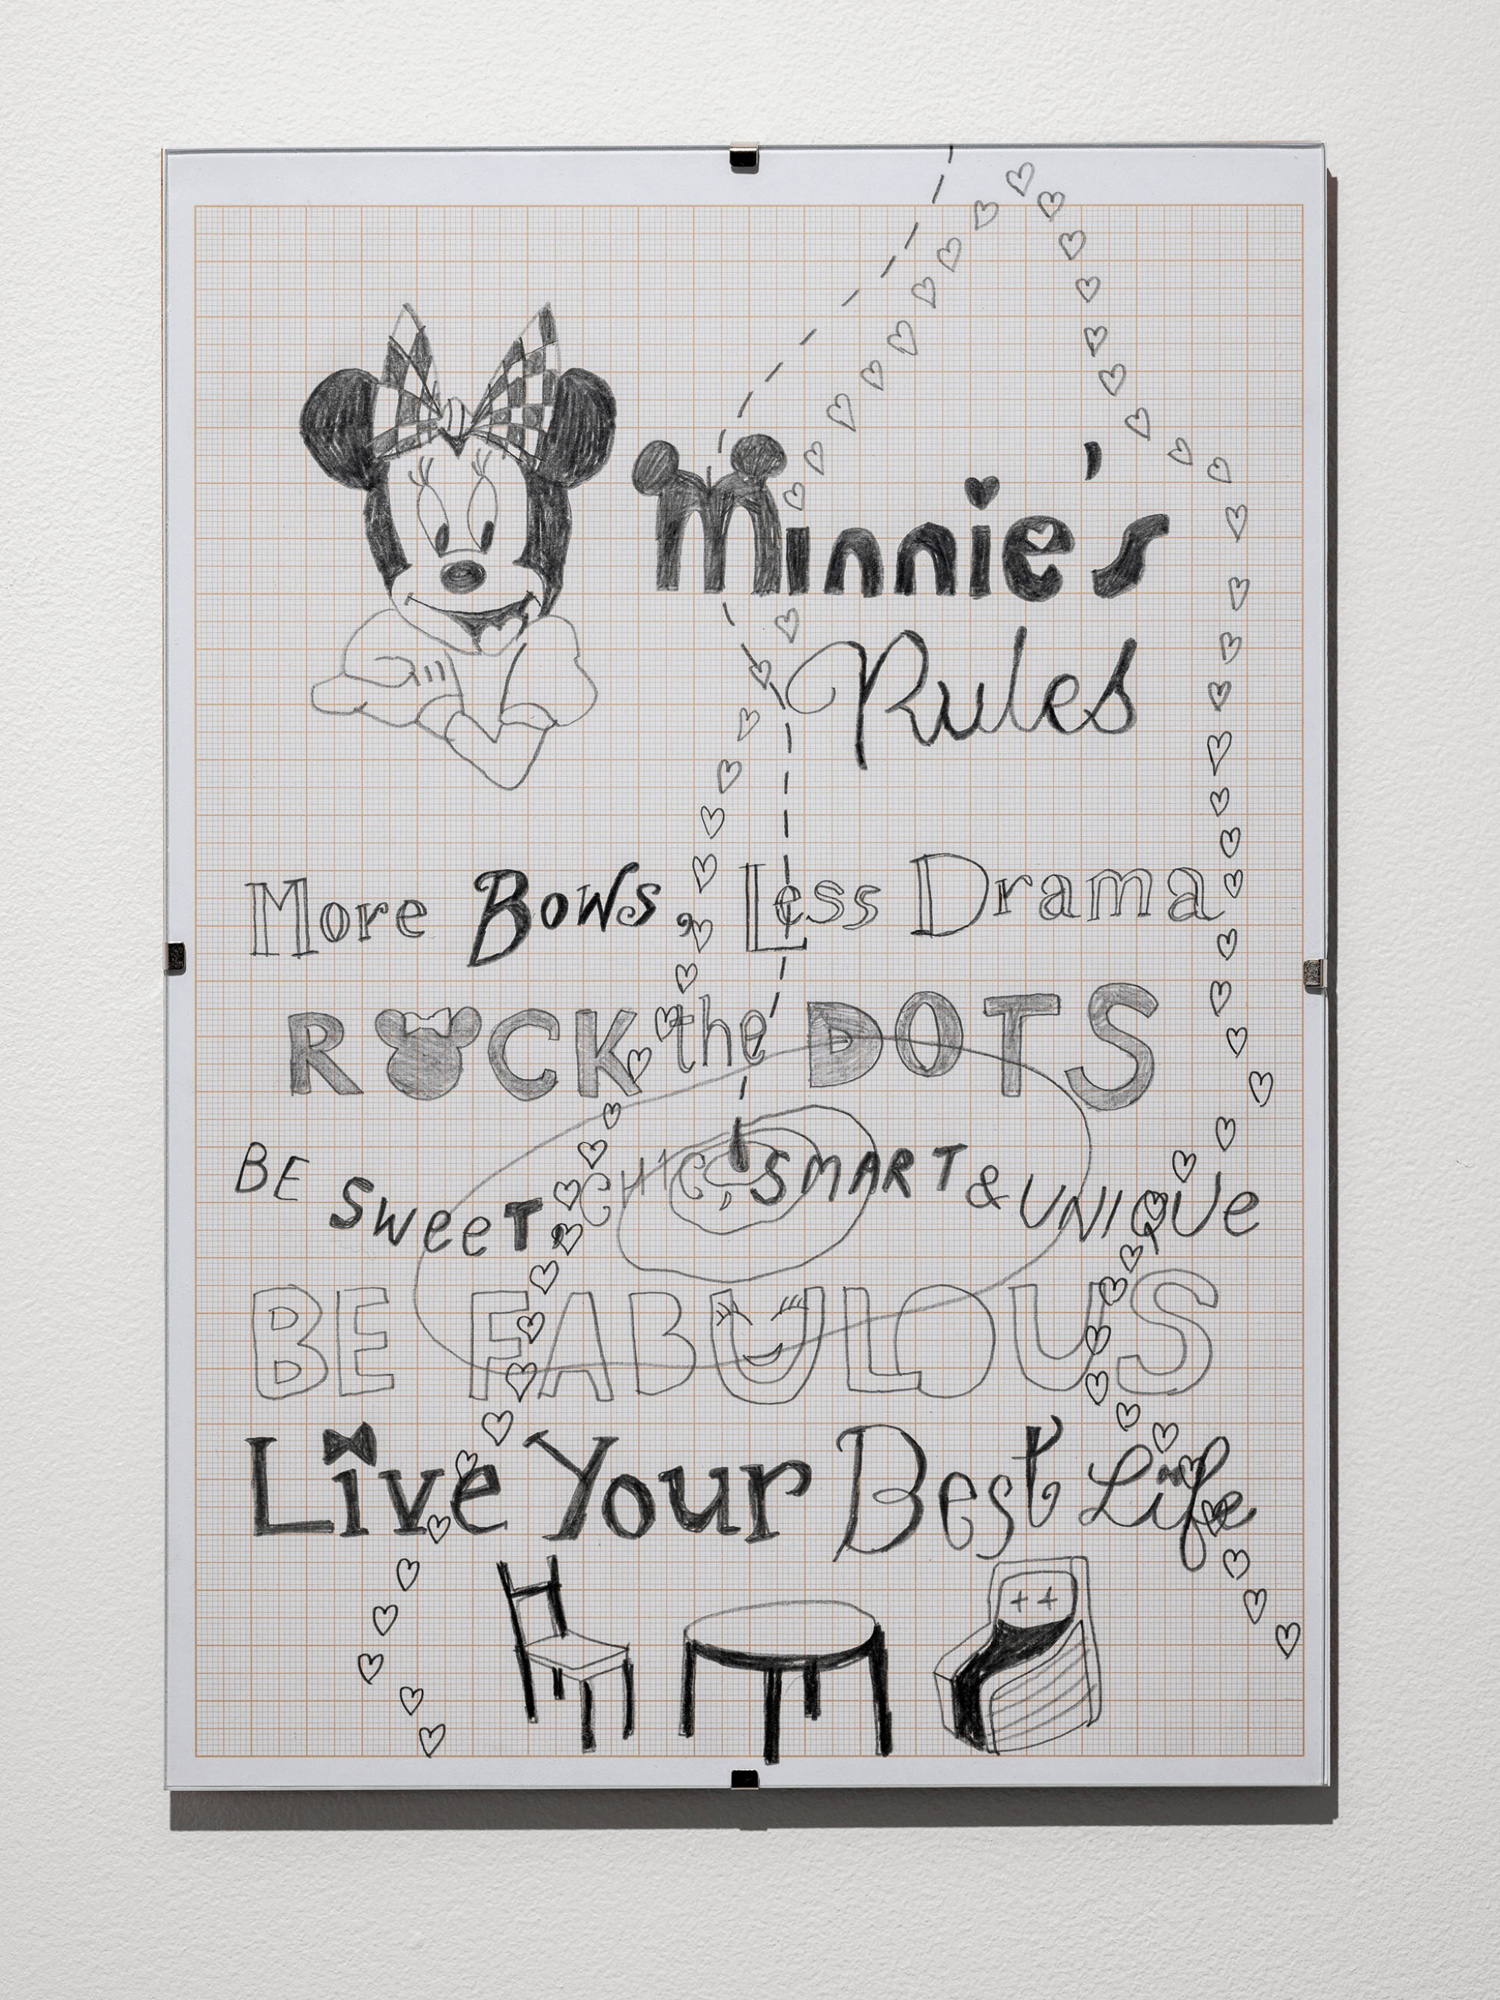 Minnie's
Rules
More Bows, Less Drama
ROCK the DOTS
BE SWeeT, CHIC, SMART & UNIQUe
BE FABULOUS
Live Your Best Life